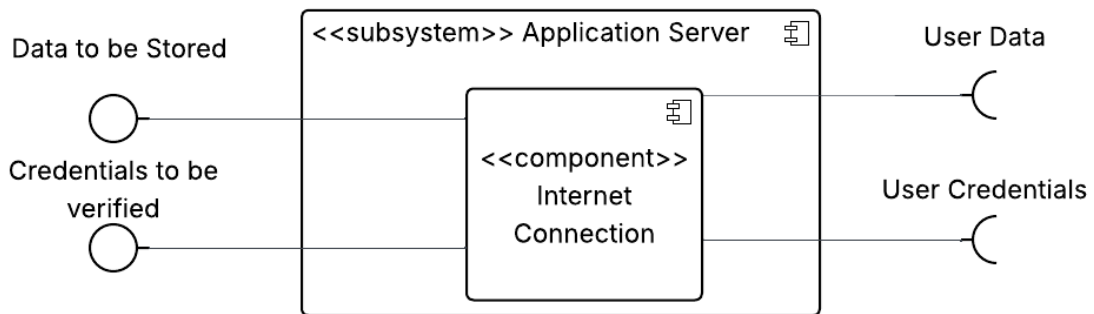 <<subsystem>> Application Server
Data to be Stored
User Data
Credentials to be
verified
<<component>>
Internet
Connection
User Credentials